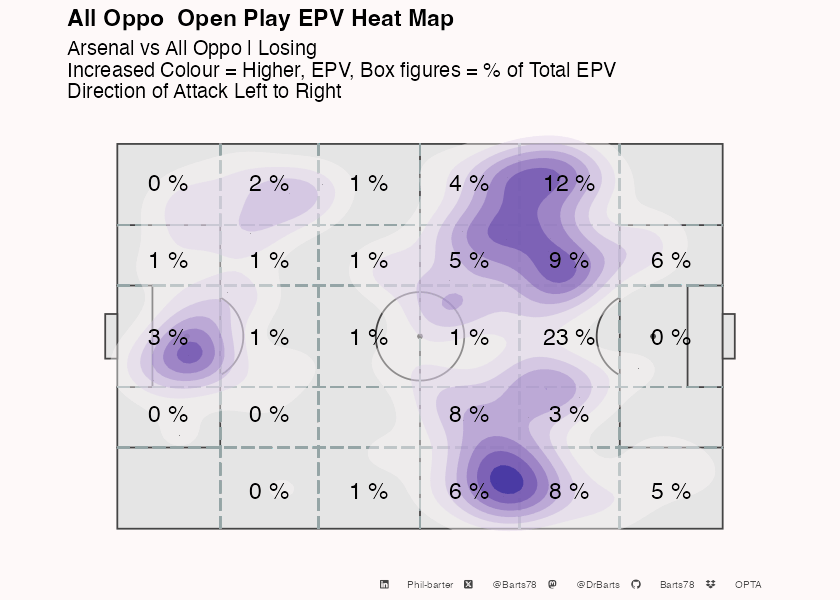 All Oppo  Open Play EPV Heat Map
Arsenal vs All Oppo | Losing
Increased Colour = Higher, EPV, Box figures = % of Total EPV
Direction of Attack Left to Right
0 % 2 % 1 % 4 % 12 %
1 % 1 % 1 % 5 % 9 % 6 %
3 % 1 % 1 % 1 % 23 % 0 %
0 % 0 % 8 % 3 %
0 % 1 % 6 % 8 % 5 %
Phil-barter @Barts78 @DrBarts Barts78 OPTA